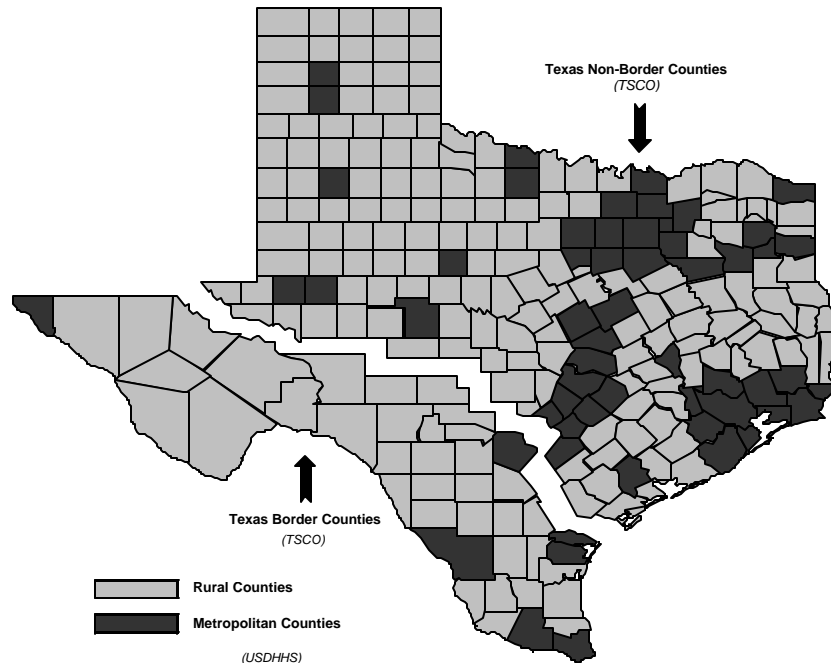 Texas Non-Border Counties
(TSCO)
Texas Border Counties
(TSCO)
Rural Counties
Metropolitan Counties
(USDHHS)